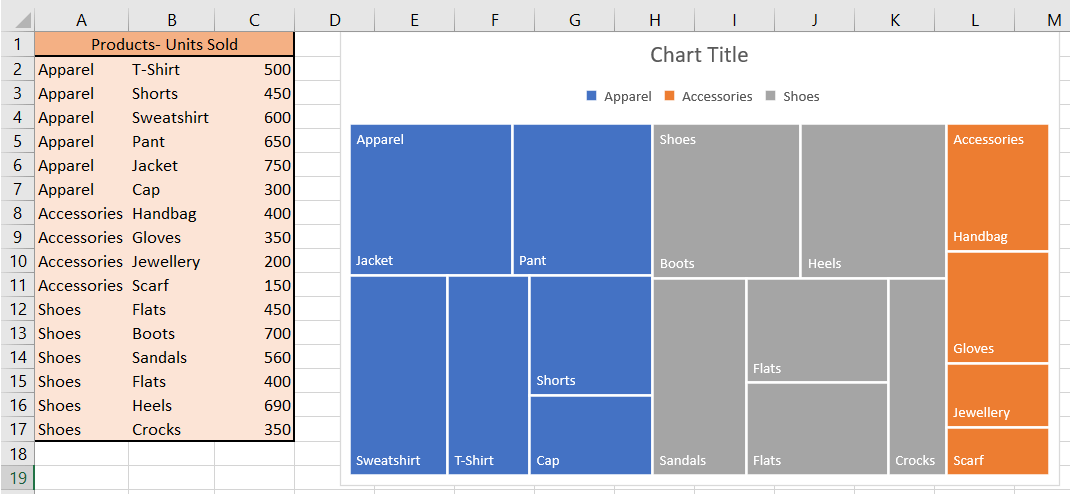 A B C D E F G H I J K L M
1 Products- Units Sold
2 Apparel T-Shirt 500
3 Apparel Shorts 450
4 Apparel Sweatshirt 600
5 Apparel Pant 650
6 Apparel Jacket 750
7 Apparel Cap 300
8 Accessories Handbag 400
9 Accessories Gloves 350
10 Accessories Jewellery 200
11 Accessories Scarf 150
12 Shoes Flats 450
13 Shoes Boots 700
14 Shoes Sandals 560
15 Shoes Flats 400
16 Shoes Heels 690
17 Shoes Crocks 350
18
19
Chart Title
Apparel Accessories Shoes
Apparel Shoes Accessories
Handbag
Jacket Pant Boots Heels
Gloves
Flats
Shorts
Jewellery
Sweatshirt T-Shirt Cap Sandals Flats Crocks Scarf